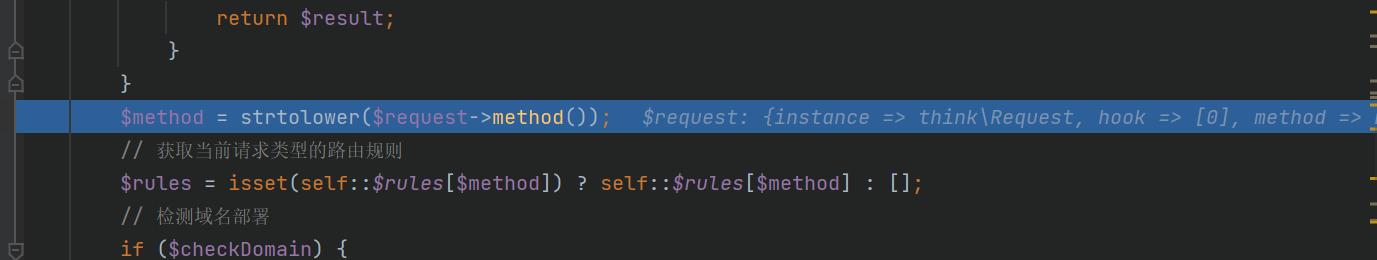 return $result;
}
}
$method = strtolower($request->method()); $request: {instance => think\Request, hook => [0], method =>
// 获取当前请求类型的路由规则
$rules = isset(self::$rules[$method]) ? self::$rules[$method] : [];
// 检测域名部署
if ($checkDomain) {